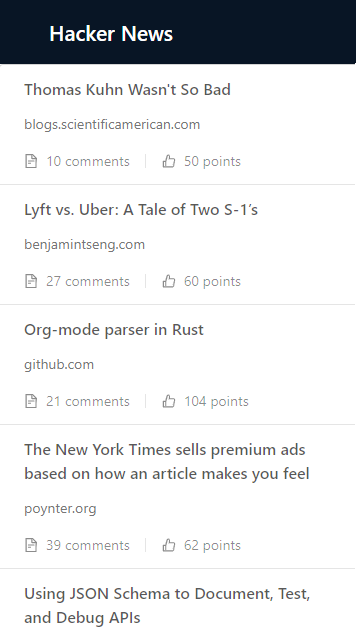 Hacker News
Thomas Kuhn Wasn't So Bad
blogs.scientificamerican.com
10 comments
50 points
Lyft vs. Uber: A Tale of Two S-1’s
benjamintseng.com
27 comments
60 points
Org-mode parser in Rust
github.com
21 comments
104 points
The New York Times sells premium ads
based on how an article makes you feel
poynter.org
39 comments
62 points
Using JSON Schema to Document, Test,
and Debug APIs